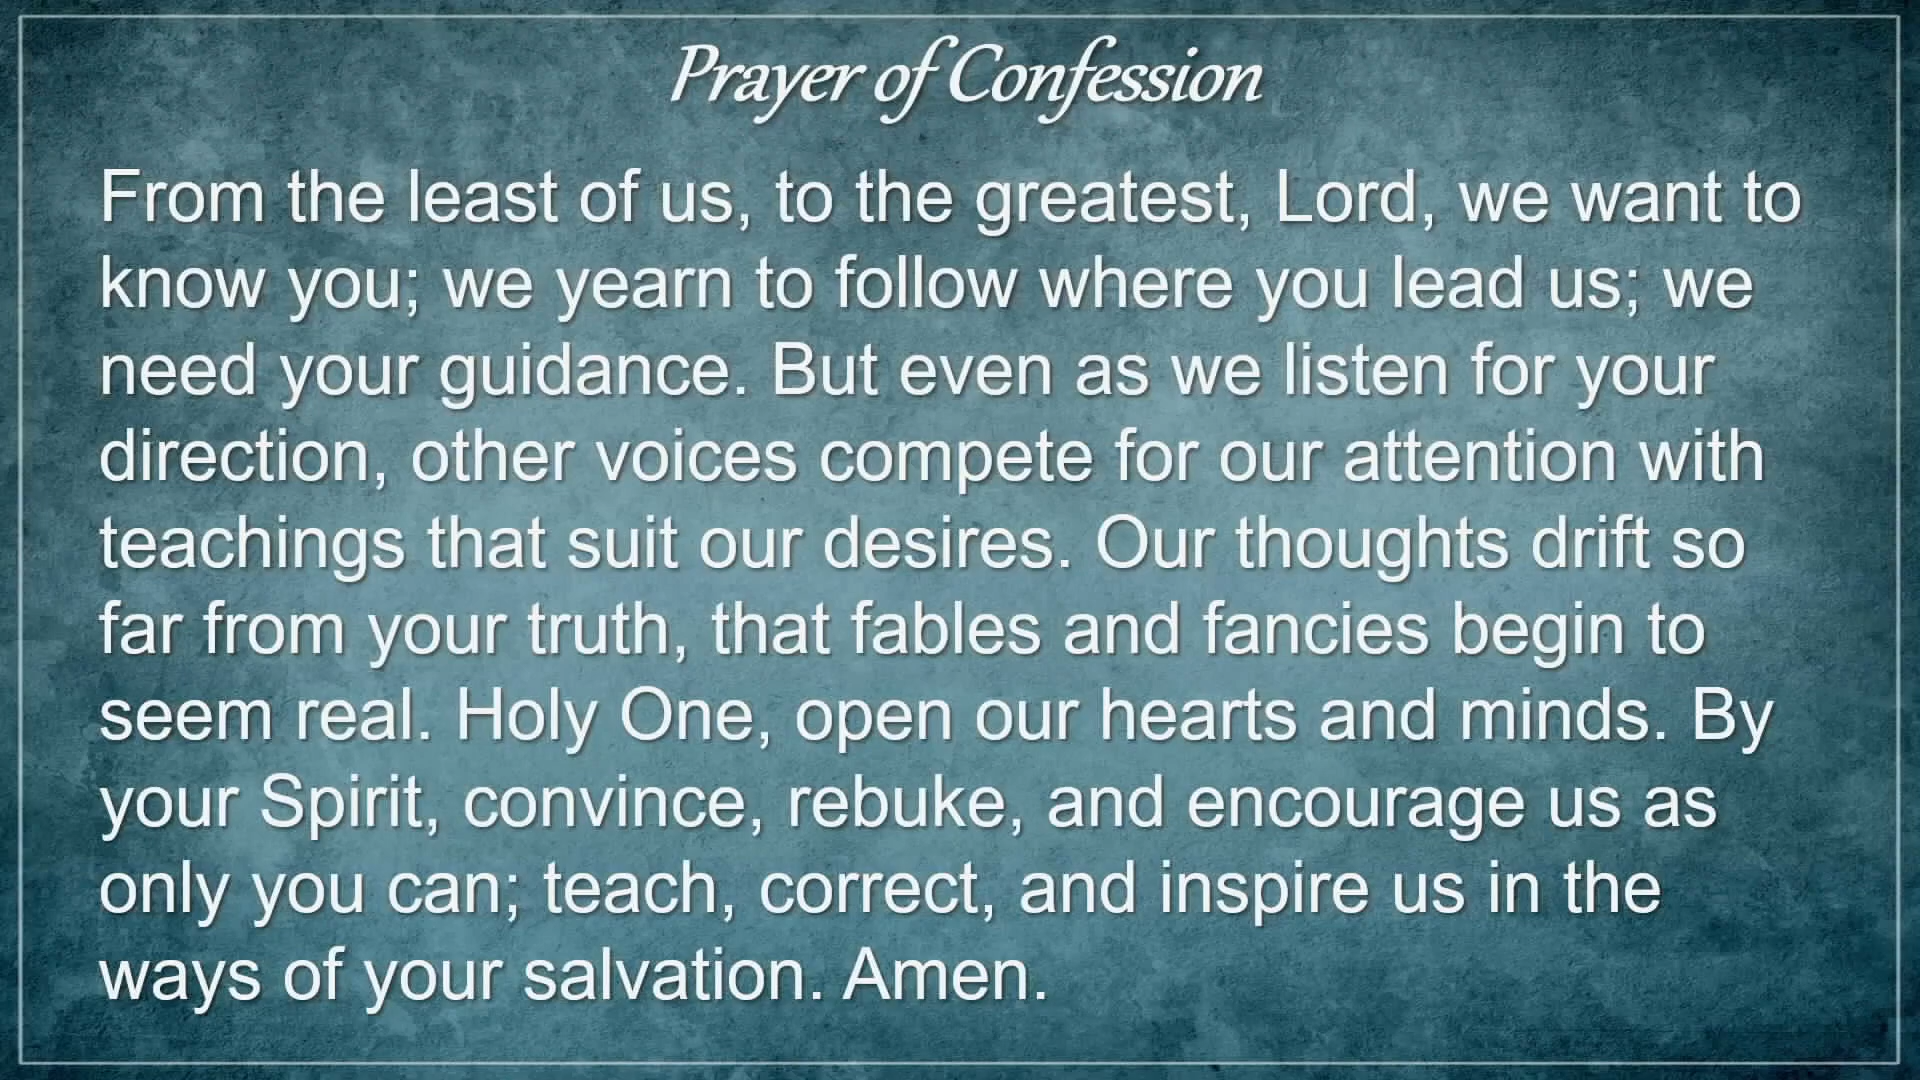 Prayer of Confession
From the least of us, to the greatest, Lord, we want to
know you; we yearn to follow where you lead us; we
need your guidance. But even as we listen for your
direction, other voices compete for our attention with
teachings that suit our desires. Our thoughts drift so
far from your truth, that fables and fancies begin to
seem real. Holy One, open our hearts and minds. By
your Spirit, convince, rebuke, and encourage us as
only you can; teach, correct, and inspire us in the
ways of your salvation. Amen.